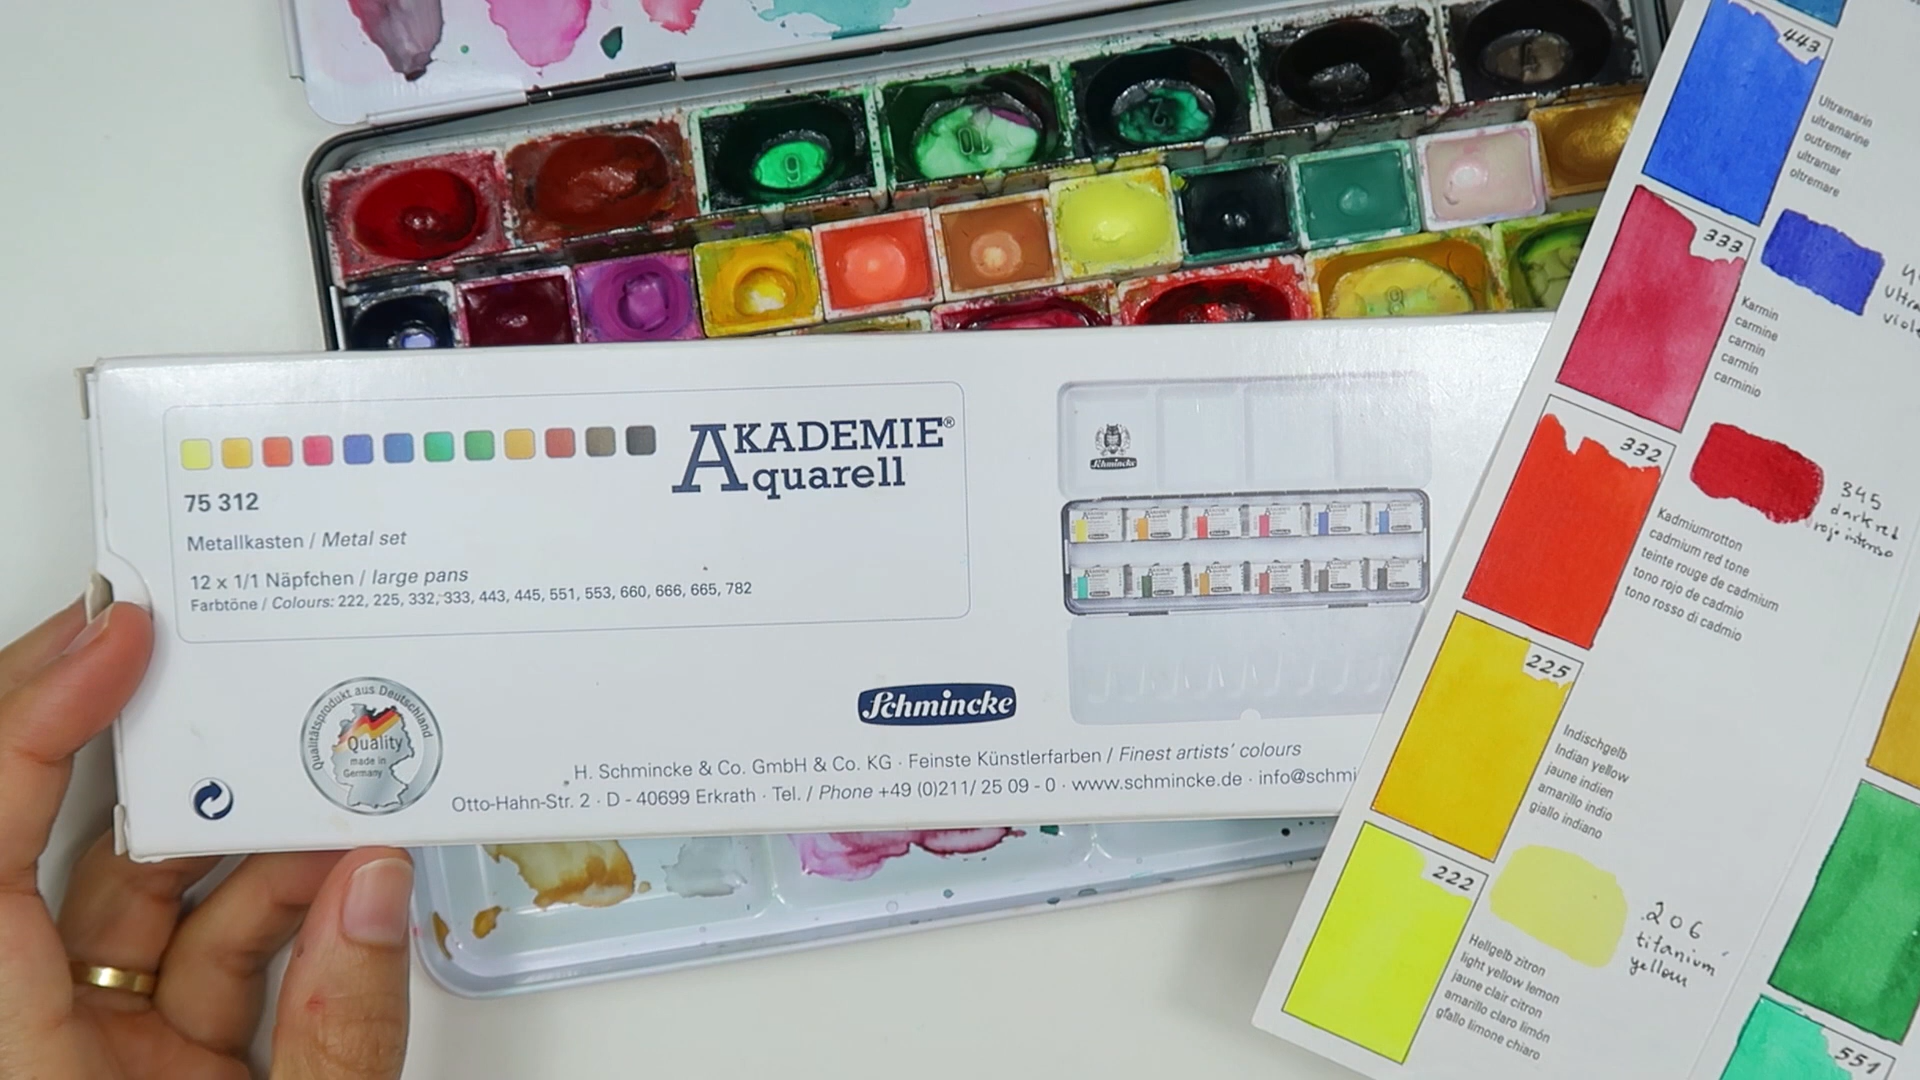 AKADEMIE®
Aquarell
75 312
Metallkasten / Metal set
12 x 1/1 Näpfchen / large pans
Farbtöne / Colours: 222, 225, 332, 333, 443, 445, 551, 553, 660, 666, 665, 782
Qualitätsprodukt aus Deutschland
Quality
made in
Germany
Schmincke
H. Schmincke & Co. GmbH & Co. KG · Feinste Künstlerfarben / Finest artists' colours
Otto-Hahn-Str. 2 · D - 40699 Erkrath · Tel. / Phone +49 (0)211/ 25 09 - 0 · www.schmincke.de · info@schmi
Schmincke
443
Ultramarin
ultramarine
outremer
ultramar
oltremare
333
Karmin
carmine
carmin
carmín
carminio
332
Kadmiumrotton
cadmium red tone
teinte rouge de cadmium
tono rojo de cadmio
tono rosso di cadmio
345
dark red
rojo intenso
225
Indischgelb
Indian yellow
jaune indien
amarillo indio
giallo indiano
222
Hellgelb zitron
light yellow lemon
jaune clair citron
amarillo claro limón
giallo limone chiaro
206
titanium
yellow
551